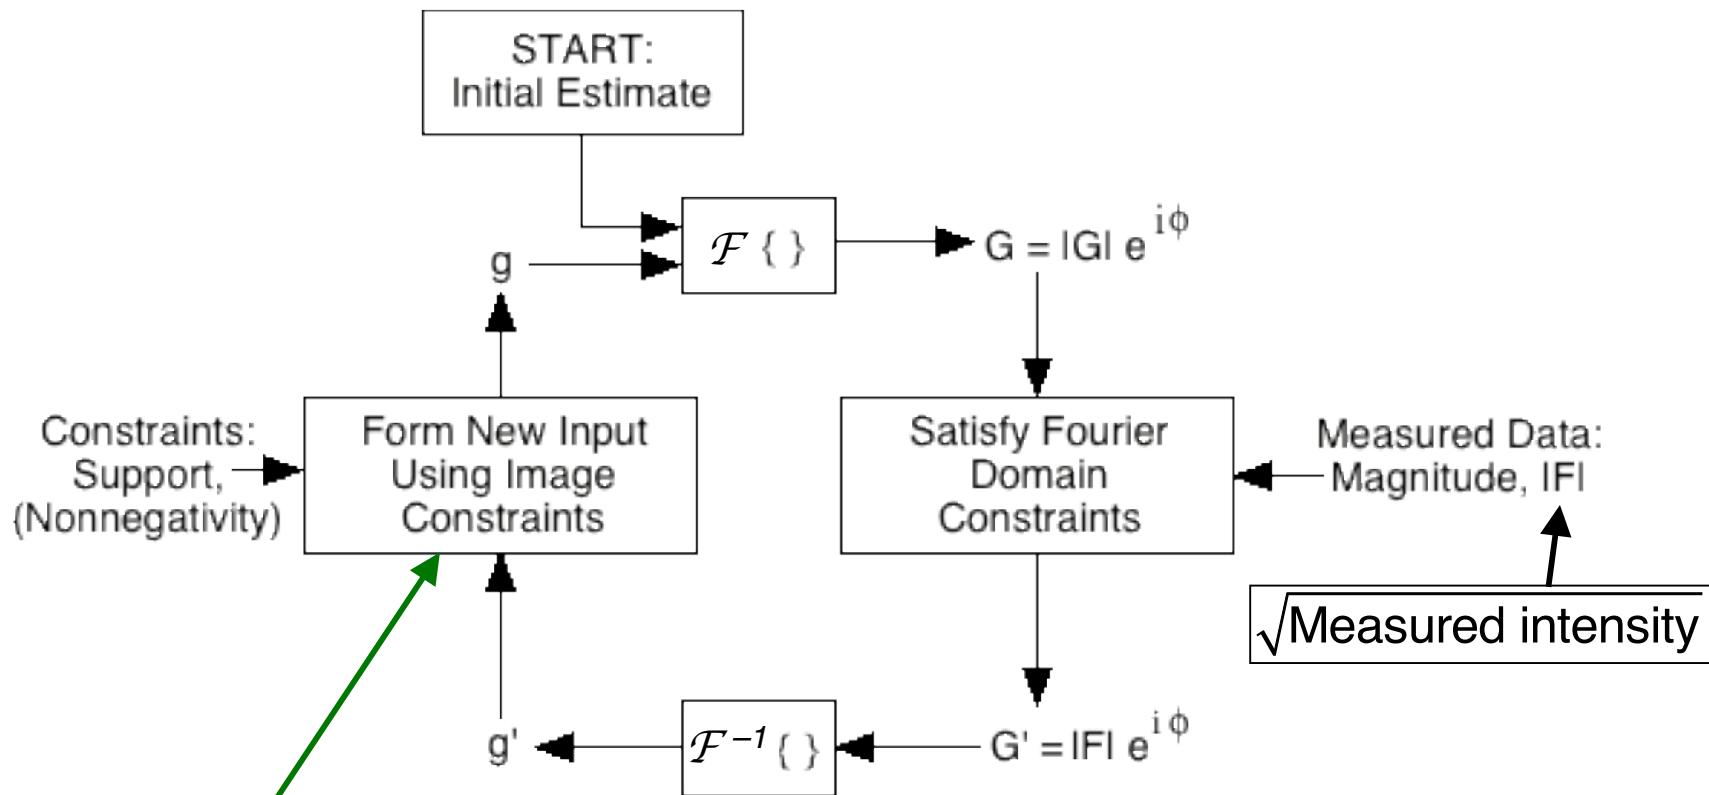 START:
Initial Estimate
ℱ { }
G = |G| e^{iϕ}
g
Constraints:
Support,
(Nonnegativity)
Form New Input
Using Image
Constraints
Satisfy Fourier
Domain
Constraints
Measured Data:
Magnitude, |F|
√Measured intensity
g'
ℱ⁻¹ { }
G' = |F| e^{iϕ}